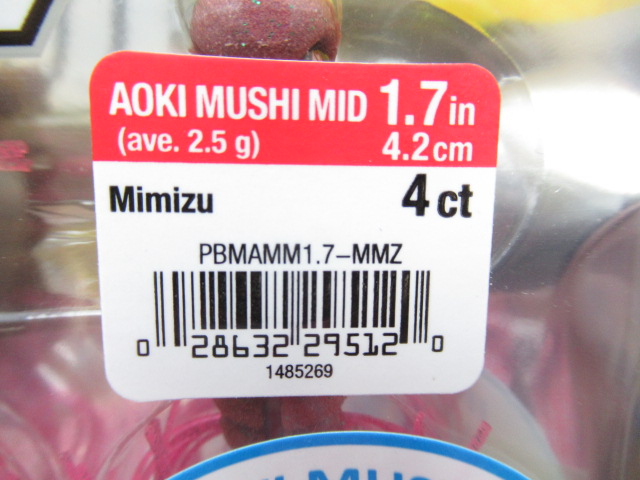 AOKI MUSHI MID 1.7in
(ave. 2.5 g) 4.2cm
Mimizu 4ct
PBMAMM1.7-MMZ
0 28632 29512 0
1485269